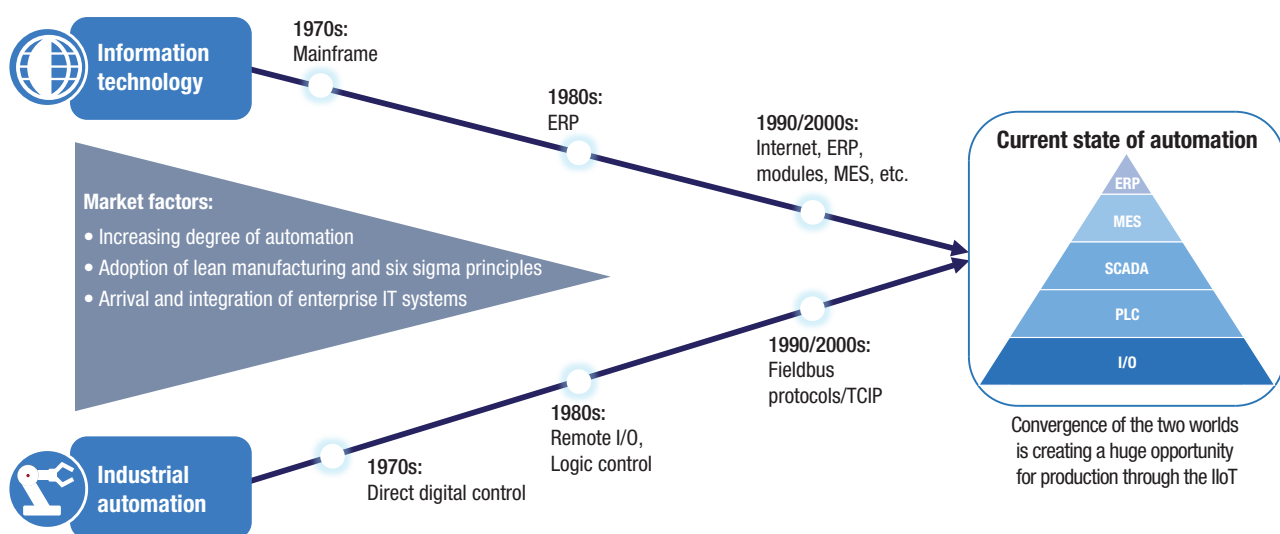 Information
technology
1970s:
Mainframe
1980s:
ERP
1990/2000s:
Internet, ERP,
modules, MES, etc.
Market factors:
• Increasing degree of automation
• Adoption of lean manufacturing and six sigma principles
• Arrival and integration of enterprise IT systems
Industrial
automation
1970s:
Direct digital control
1980s:
Remote I/O,
Logic control
1990/2000s:
Fieldbus
protocols/TCIP
Current state of automation
ERP
MES
SCADA
PLC
I/O
Convergence of the two worlds
is creating a huge opportunity
for production through the IIoT